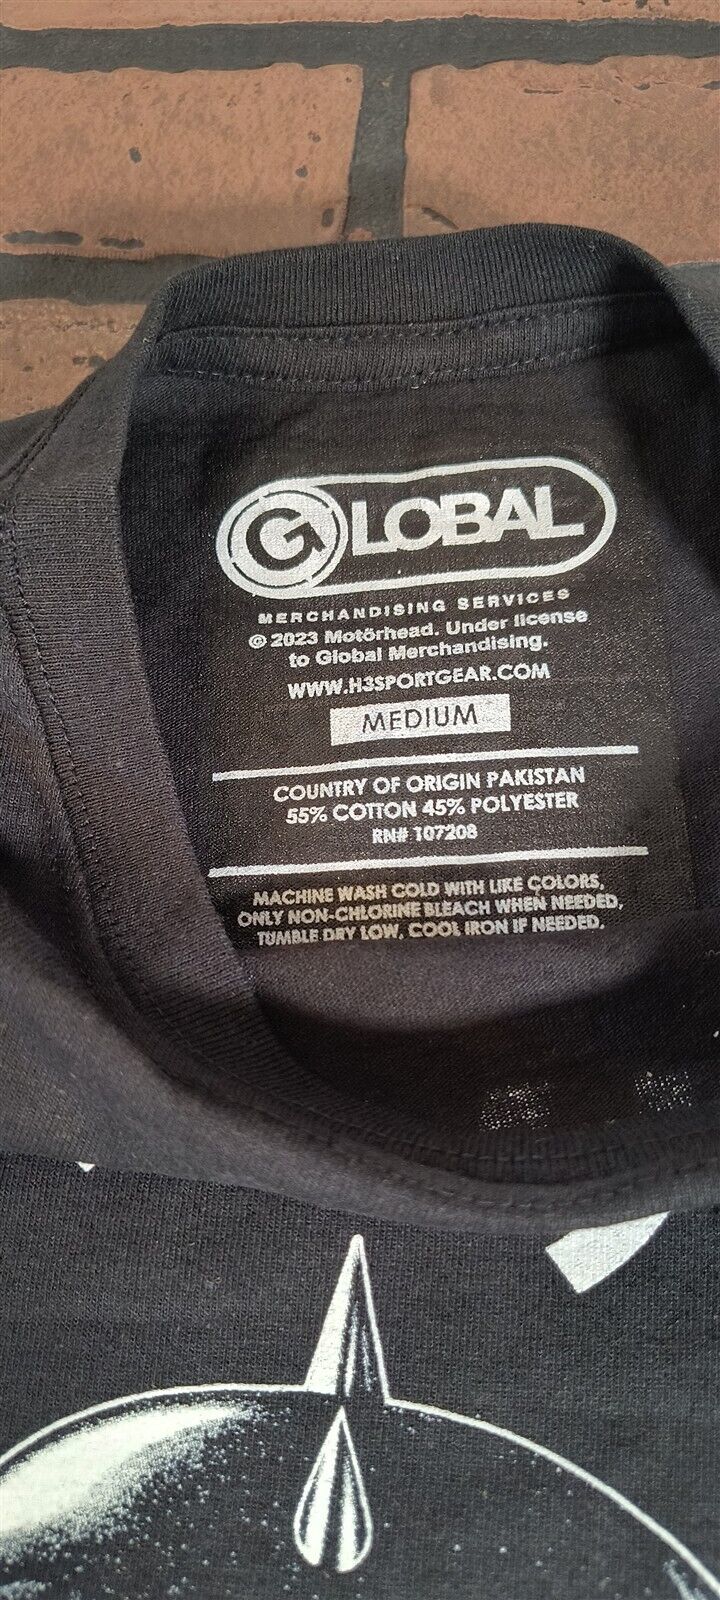 GLOBAL
MERCHANDISING SERVICES
© 2023 Motörhead. Under license
to Global Merchandising.
WWW.H3SPORTGEAR.COM
MEDIUM
COUNTRY OF ORIGIN PAKISTAN
55% COTTON 45% POLYESTER
RN# 107208
MACHINE WASH COLD WITH LIKE COLORS,
ONLY NON-CHLORINE BLEACH WHEN NEEDED,
TUMBLE DRY LOW, COOL IRON IF NEEDED.